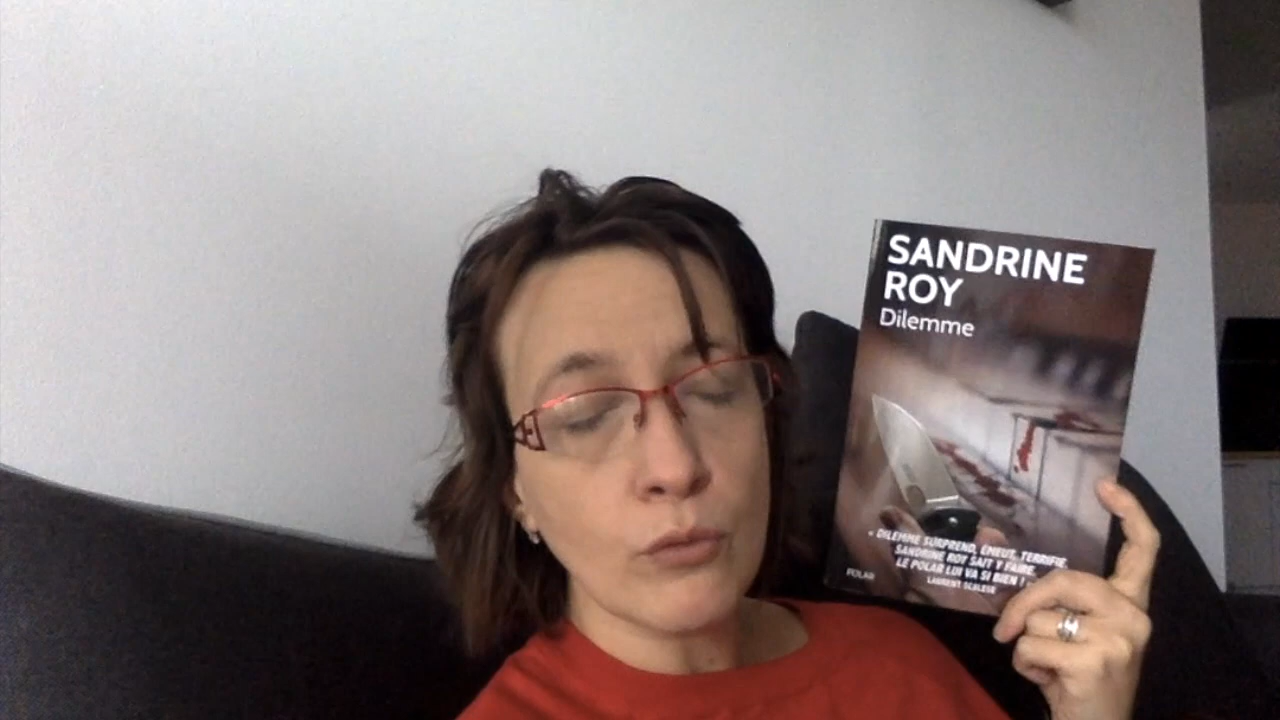 SANDRINE
ROY
Dilemme
« DILEMME SURPREND, ÉMEUT, TERRIFIE.
SANDRINE ROY SAIT Y FAIRE.
LE POLAR LUI VA SI BIEN ! »
LAURENT SCALESE
POLAR